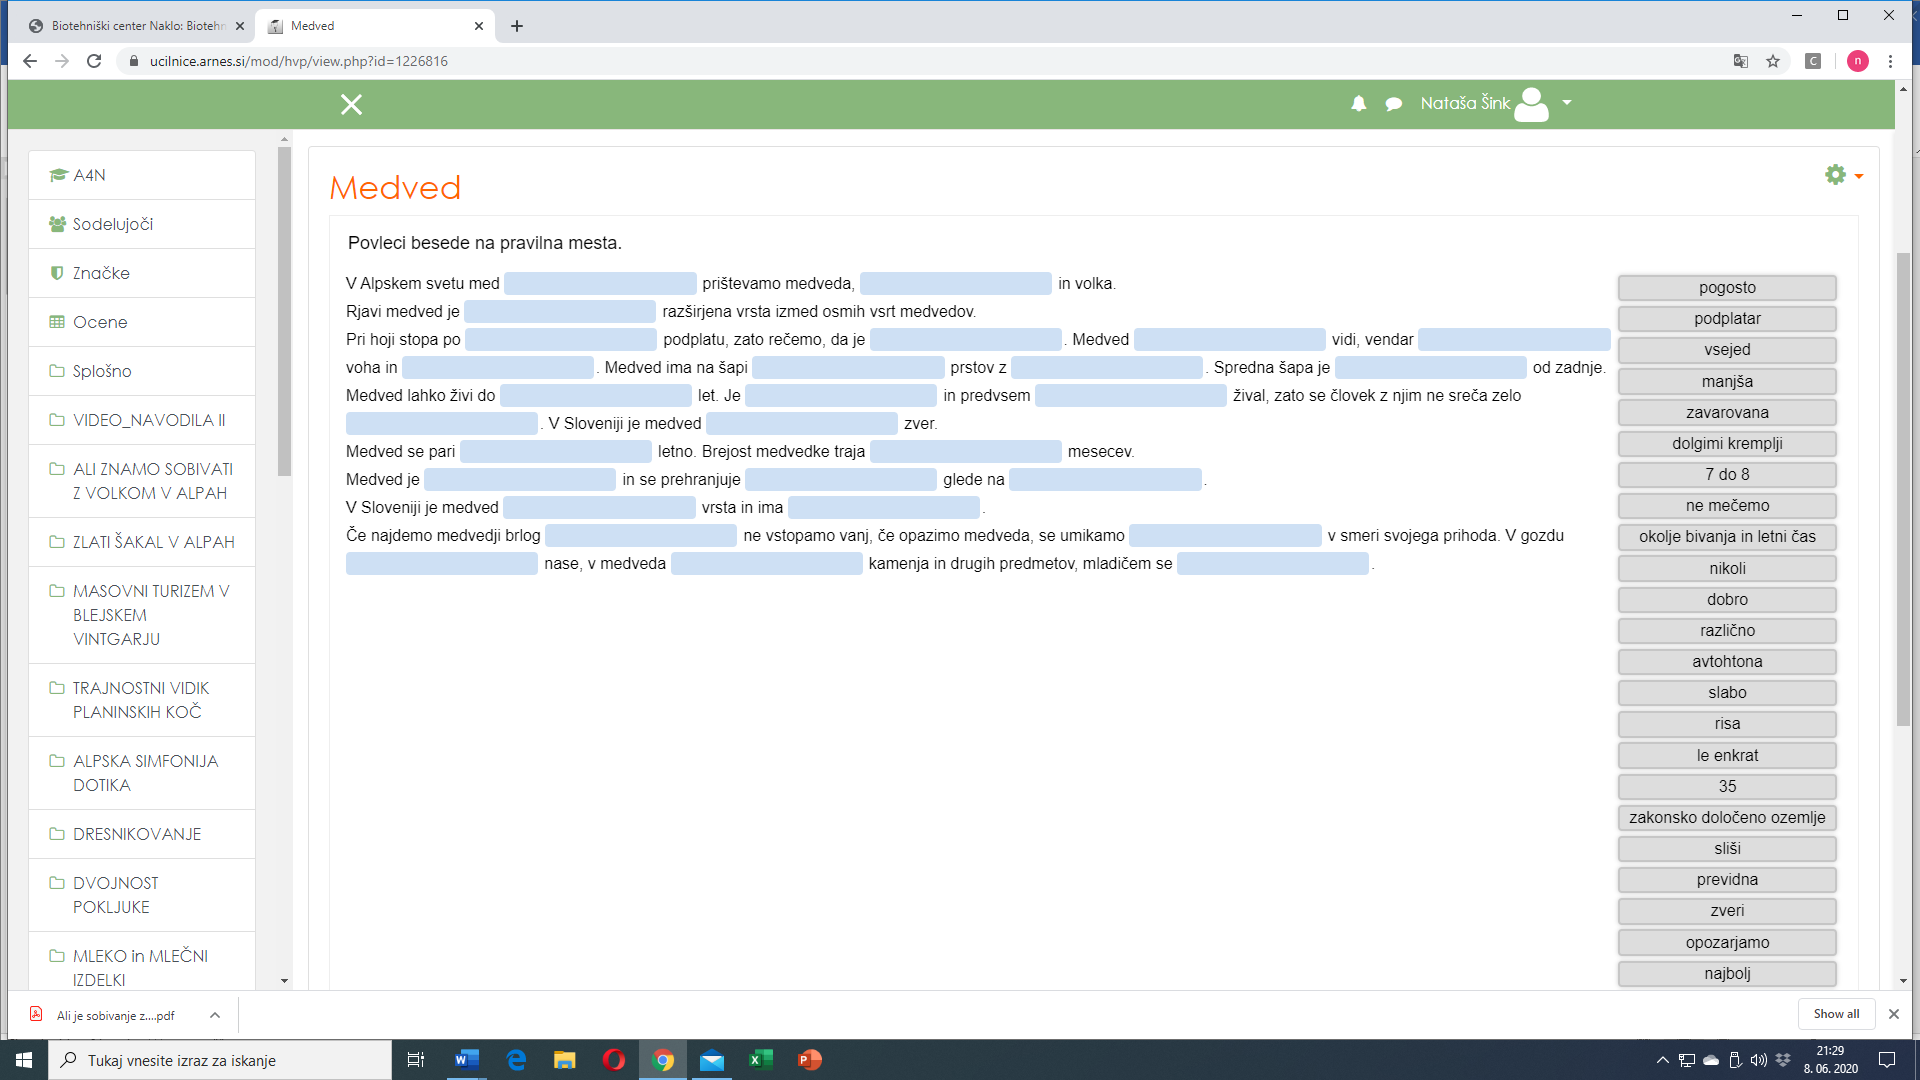 Biotehniški center Naklo: Biotehn
Medved
ucilnice.arnes.si/mod/hvp/view.php?id=1226816
C
n
Nataša Šink
A4N
Sodelujoči
Značke
Ocene
Splošno
VIDEO_NAVODILA II
ALI ZNAMO SOBIVATI
Z VOLKOM V ALPAH
ZLATI ŠAKAL V ALPAH
MASOVNI TURIZEM V
BLEJSKEM
VINTGARJU
TRAJNOSTNI VIDIK
PLANINSKIH KOČ
ALPSKA SIMFONIJA
DOTIKA
DRESNIKOVANJE
DVOJNOST
POKLJUKE
MLEKO in MLEČNI
IZDELKI
Medved
Povleci besede na pravilna mesta.
V Alpskem svetu med prištevamo medveda, in volka.
Rjavi medved je razširjena vrsta izmed osmih vsrt medvedov.
Pri hoji stopa po podplatu, zato rečemo, da je . Medved vidi, vendar
voha in . Medved ima na šapi prstov z . Spredna šapa je od zadnje.
Medved lahko živi do let. Je in predvsem žival, zato se človek z njim ne sreča zelo
. V Sloveniji je medved zver.
Medved se pari letno. Brejost medvedke traja mesecev.
Medved je in se prehranjuje glede na .
V Sloveniji je medved vrsta in ima .
Če najdemo medvedji brlog ne vstopamo vanj, če opazimo medveda, se umikamo v smeri svojega prihoda. V gozdu
nase, v medveda kamenja in drugih predmetov, mladičem se .
pogosto
podplatar
vsejed
manjša
zavarovana
dolgimi kremplji
7 do 8
ne mečemo
okolje bivanja in letni čas
nikoli
dobro
različno
avtohtona
slabo
risa
le enkrat
35
zakonsko določeno ozemlje
sliši
previdna
zveri
opozarjamo
najbolj
Ali je sobivanje z....pdf
Show all
Tukaj vnesite izraz za iskanje
21:29
8. 06. 2020